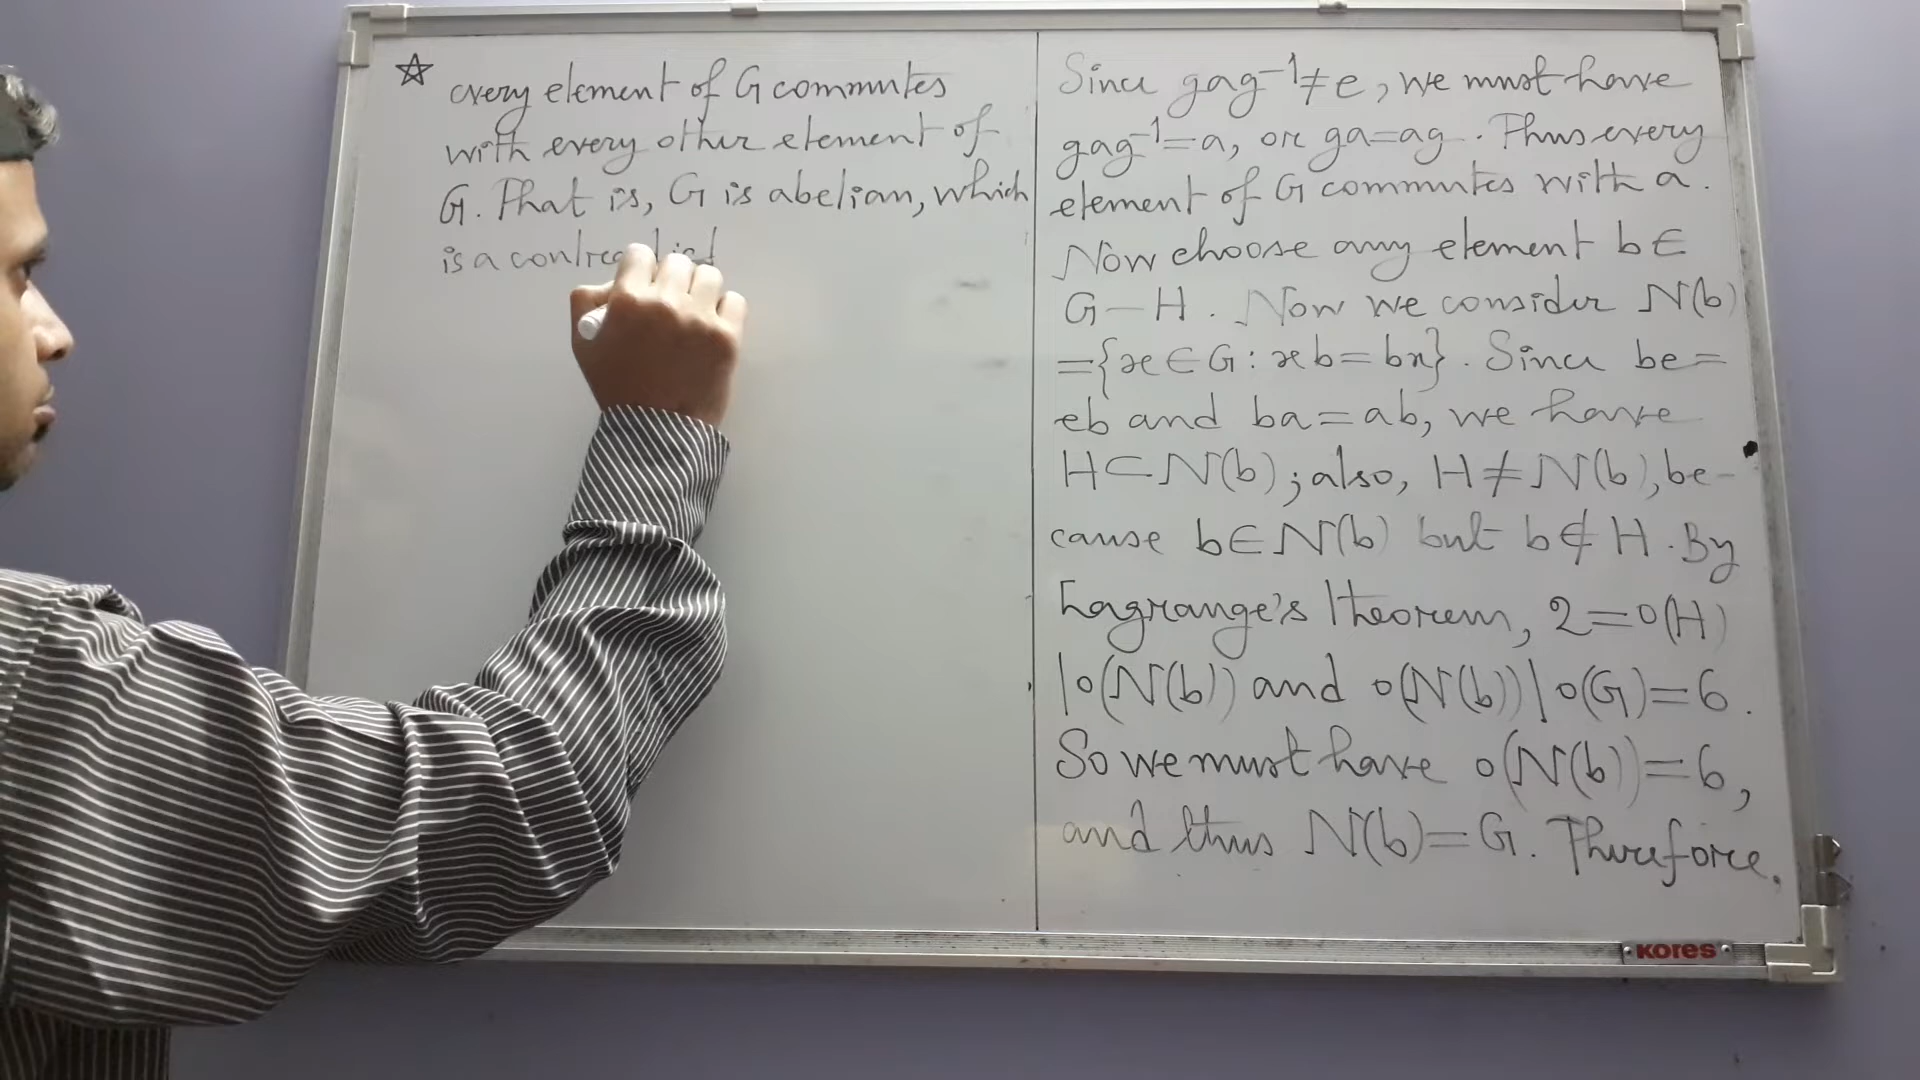 ☆ every element of G commutes
with every other element of
G. That is, G is abelian, which
is a
Since gag⁻¹≠e, we must have
gag⁻¹=a, or ga=ag. Thus every
element of G commutes with a.
Now choose any element b∈
G-H. Now we consider N(b)
={x∈G: xb=bx}. Since be=
eb and ba=ab, we have
H⊂N(b); also, H≠N(b), be-
cause b∈N(b) but b∉H. By
Lagrange's theorem, 2=o(H)
|o(N(b)) and o(N(b))|o(G)=6.
So we must have o(N(b))=6,
and thus N(b)=G. Therefore,
KORES